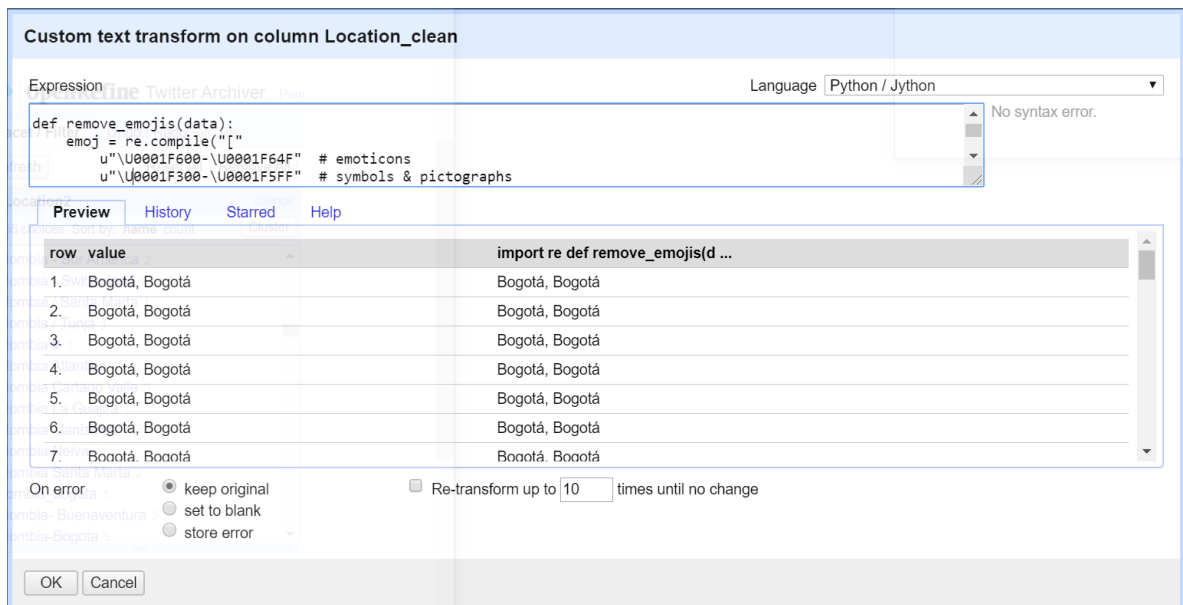 Custom text transform on column Location_clean
Expression
Language Python / Jython
OpenRefine Twitter Archiver Perm
def remove_emojis(data):
emoj = re.compile("["
u"\U0001F600-\U0001F64F" # emoticons
u"\U0001F300-\U0001F5FF" # symbols & pictographs
No syntax error.
Preview History Starred Help
row value import re def remove_emojis(d ...
1. Bogotá, Bogotá Bogotá, Bogotá
2. Bogotá, Bogotá Bogotá, Bogotá
3. Bogotá, Bogotá Bogotá, Bogotá
4. Bogotá, Bogotá Bogotá, Bogotá
5. Bogotá, Bogotá Bogotá, Bogotá
6. Bogotá, Bogotá Bogotá, Bogotá
7. Bogotá, Bogotá Bogotá, Bogotá
On error keep original Re-transform up to 10 times until no change
set to blank
store error
OK Cancel